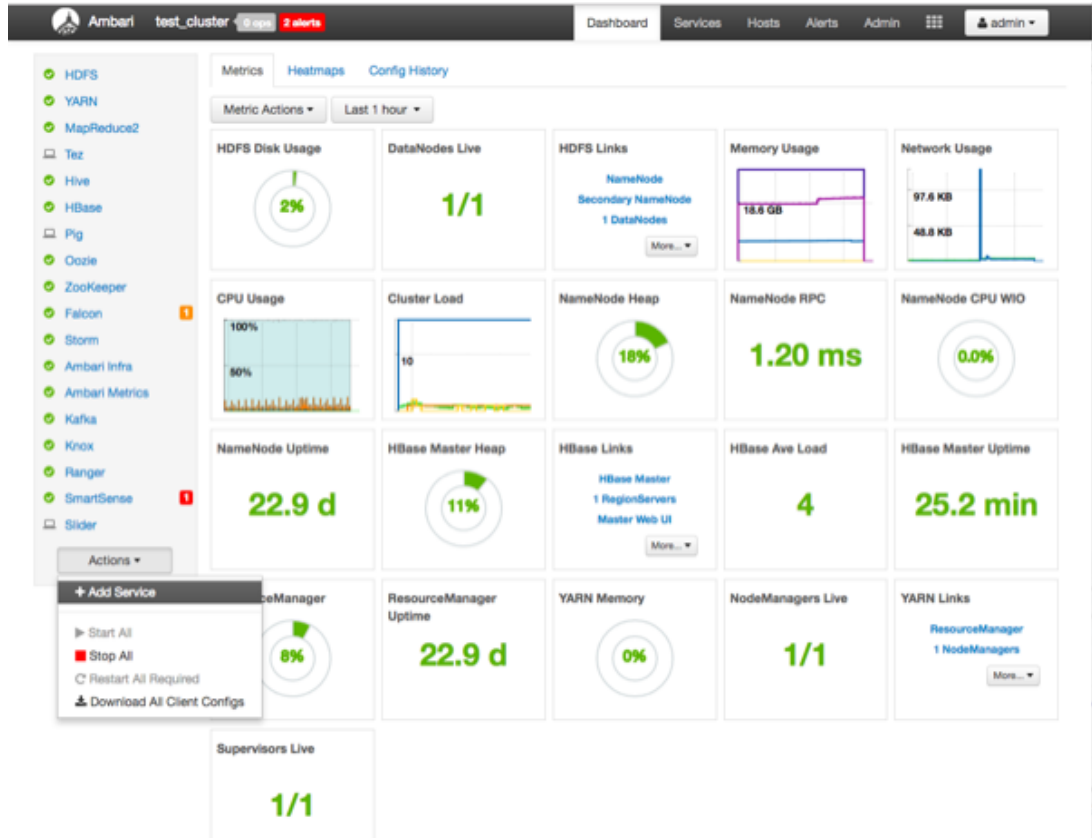 Ambari test_cluster 0 ops 2 alerts Dashboard Services Hosts Alerts Admin admin
HDFS
YARN
MapReduce2
Tez
Hive
HBase
Pig
Oozie
ZooKeeper
Falcon 1
Storm
Ambari Infra
Ambari Metrics
Kafka
Knox
Ranger
SmartSense 1
Slider
Actions
+ Add Service
Start All
Stop All
Restart All Required
Download All Client Configs
Metrics Heatmaps Config History
Metric Actions Last 1 hour
HDFS Disk Usage
2%
DataNodes Live
1/1
HDFS Links
NameNode
Secondary NameNode
1 DataNodes
More...
Memory Usage
18.6 GB
Network Usage
97.6 KB
48.8 KB
CPU Usage
100%
50%
Cluster Load
10
NameNode Heap
18%
NameNode RPC
1.20 ms
NameNode CPU WIO
0.0%
NameNode Uptime
22.9 d
HBase Master Heap
11%
HBase Links
HBase Master
1 RegionServers
Master Web UI
More...
HBase Ave Load
4
HBase Master Uptime
25.2 min
ceManager
8%
ResourceManager
Uptime
22.9 d
YARN Memory
0%
NodeManagers Live
1/1
YARN Links
ResourceManager
1 NodeManagers
More...
Supervisors Live
1/1